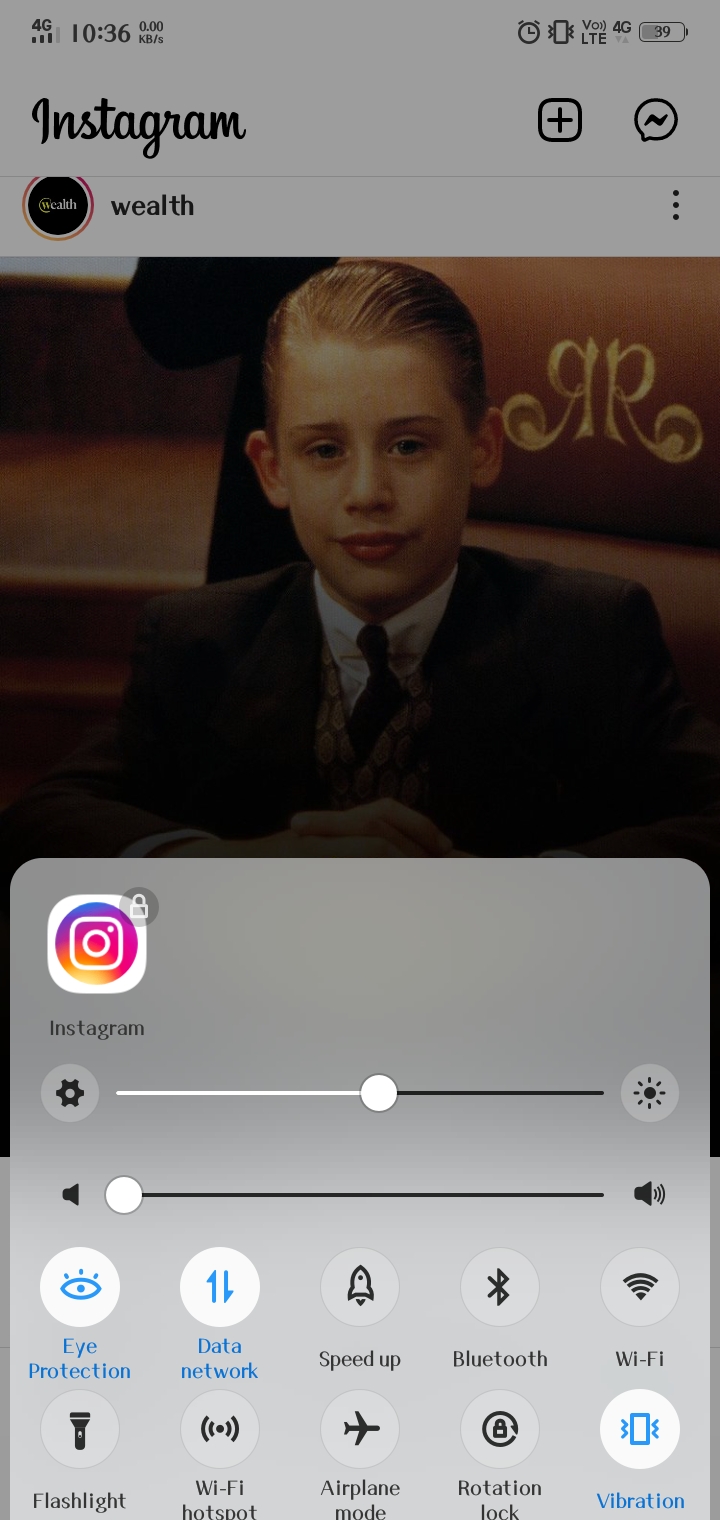 4G 10:36 0.00 KB/s Vo)) LTE 4G 39
Instagram
wealth wealth
RR
Instagram
Eye Protection
Data network
Speed up
Bluetooth
Wi-Fi
Flashlight
Wi-Fi hotspot
Airplane mode
Rotation lock
Vibration